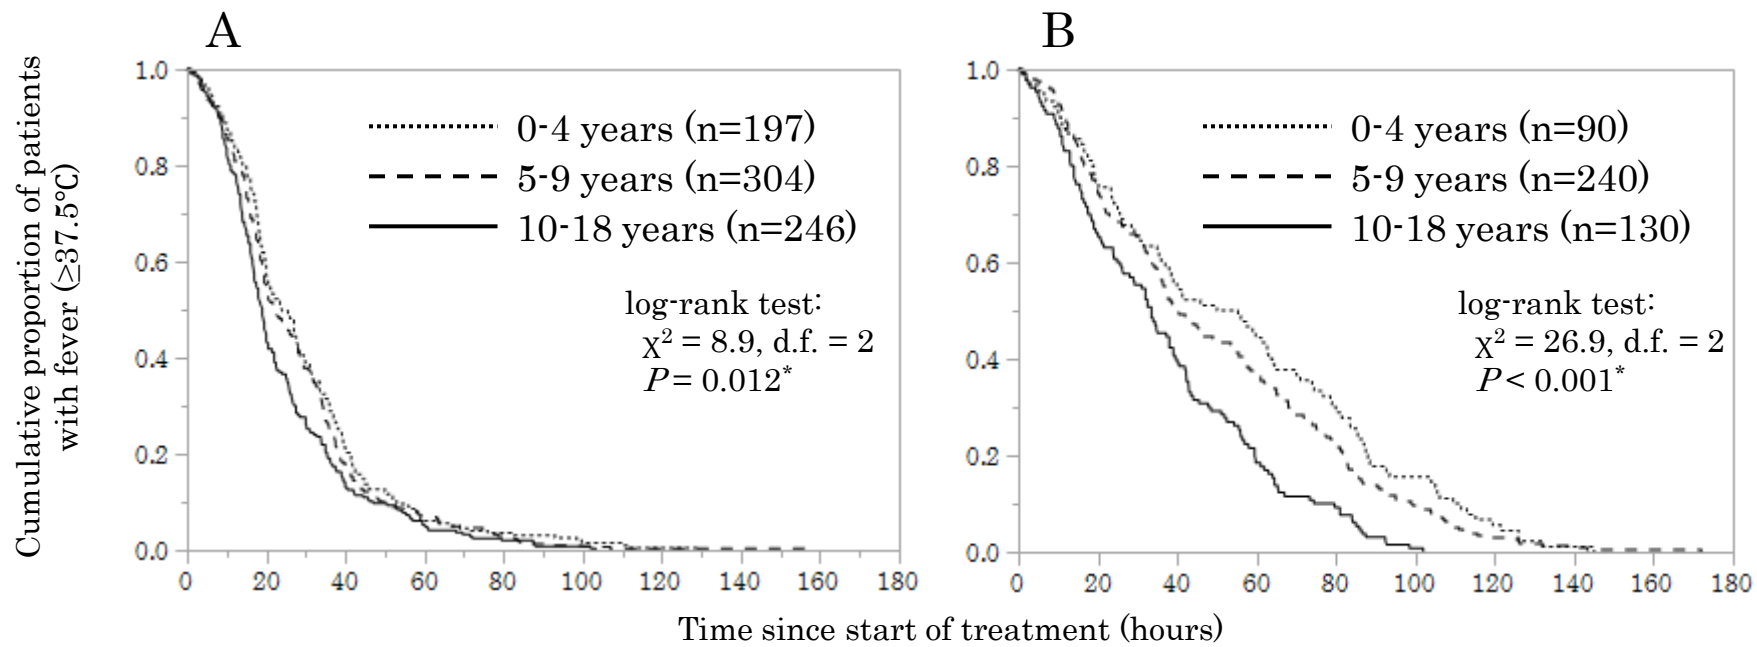 A
B
Cumulative proportion of patients
with fever (≥37.5℃)
1.0
0.8
0.6
0.4
0.2
0.0
0 20 40 60 80 100 120 140 160 180
0-4 years (n=197)
5-9 years (n=304)
10-18 years (n=246)
log-rank test:
χ² = 8.9, d.f. = 2
P = 0.012*
1.0
0.8
0.6
0.4
0.2
0.0
0 20 40 60 80 100 120 140 160 180
0-4 years (n=90)
5-9 years (n=240)
10-18 years (n=130)
log-rank test:
χ² = 26.9, d.f. = 2
P < 0.001*
Time since start of treatment (hours)